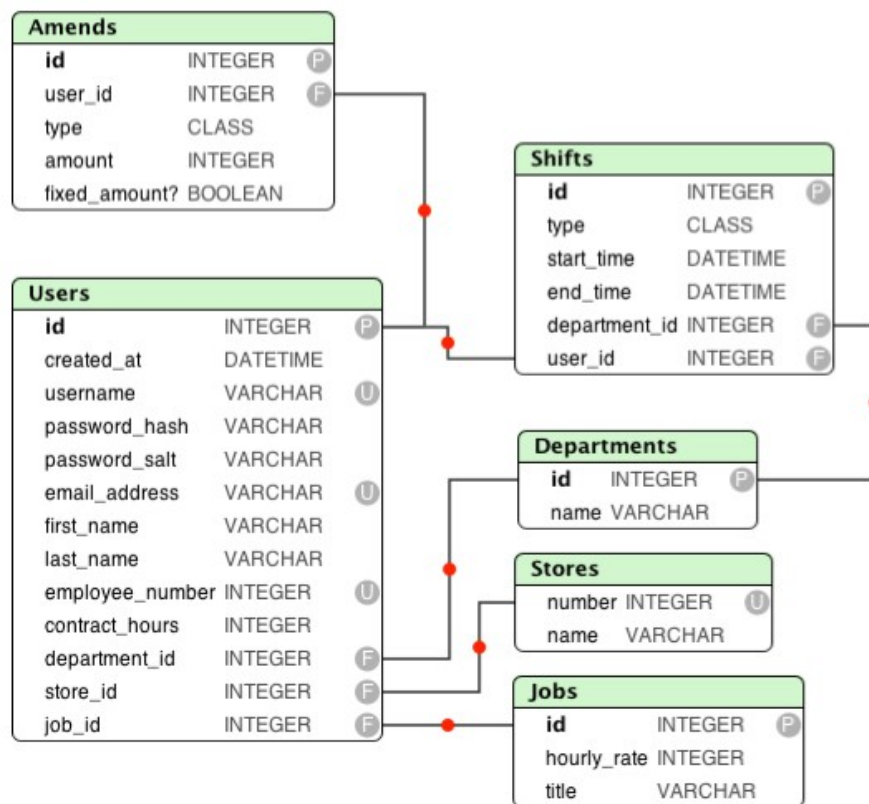 Amends
id INTEGER P
user_id INTEGER F
type CLASS
amount INTEGER
fixed_amount? BOOLEAN
Users
id INTEGER P
created_at DATETIME
username VARCHAR U
password_hash VARCHAR
password_salt VARCHAR
email_address VARCHAR U
first_name VARCHAR
last_name VARCHAR
employee_number INTEGER U
contract_hours INTEGER
department_id INTEGER F
store_id INTEGER F
job_id INTEGER F
Shifts
id INTEGER P
type CLASS
start_time DATETIME
end_time DATETIME
department_id INTEGER F
user_id INTEGER F
Departments
id INTEGER P
name VARCHAR
Stores
number INTEGER U
name VARCHAR
Jobs
id INTEGER P
hourly_rate INTEGER
title VARCHAR